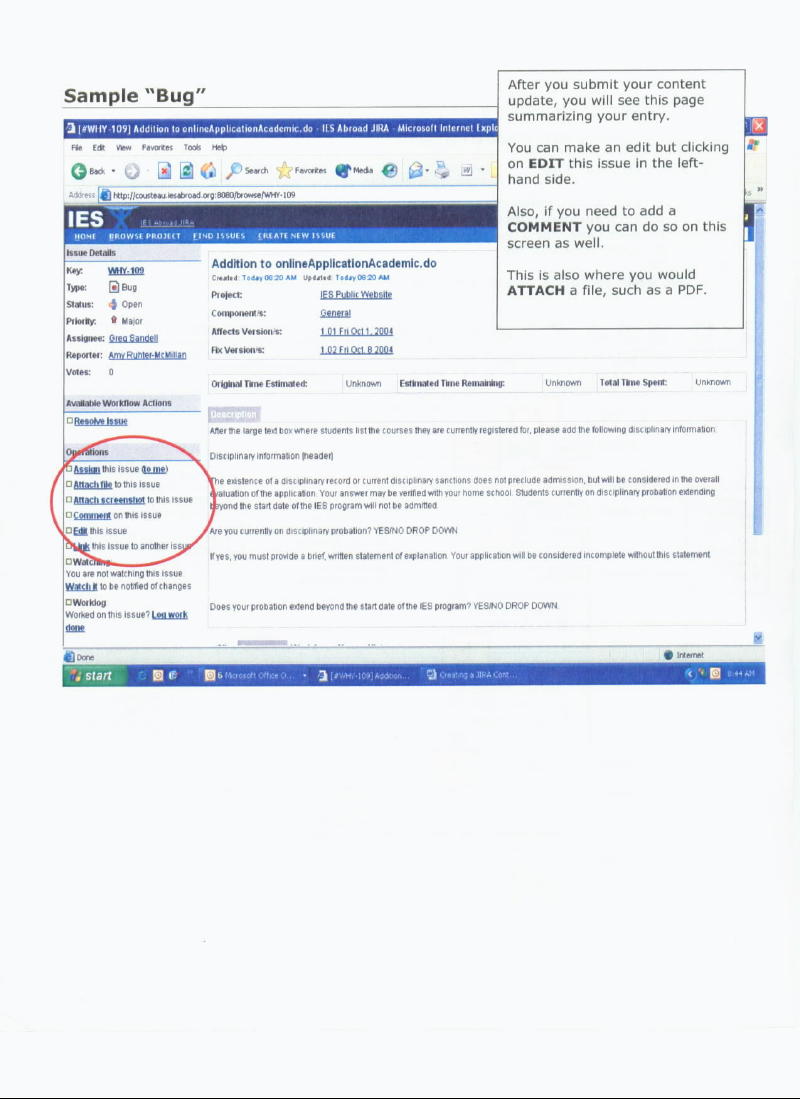 Sample “Bug”
After you submit your content
update, you will see this page
summarizing your entry.
You can make an edit but clicking
on EDIT this issue in the left-
hand side.
Also, if you need to add a
COMMENT you can do so on this
screen as well.
This is also where you would
ATTACH a file, such as a PDF.
[#WHY-109] Addition to onlineApplicationAcademic.do - IES Abroad JIRA - Microsoft Internet Explo
File Edit View Favorites Tools Help
Back Search Favorites Media W
Address http://cousteau.iesabroad.org:8080/browse/WHY-109
IES IES Abroad JIRA
HOME BROWSE PROJECT FIND ISSUES CREATE NEW ISSUE
Issue Details
Key: WHY-109
Type: Bug
Status: Open
Priority: Major
Assignee: Greg Sandell
Reporter: Amy Ruhter-McMillan
Votes: 0
Available Workflow Actions
Resolve Issue
Operations
Assign this issue (to me)
Attach file to this issue
Attach screenshot to this issue
Comment on this issue
Edit this issue
Link this issue to another issue
Watching
You are not watching this issue
Watch it to be notified of changes
Worklog
Worked on this issue? Log work
done
Addition to onlineApplicationAcademic.do
Created: Today 06:20 AM Updated: Today 06:20 AM
Project: IES Public Website
Component/s: General
Affects Version/s: 1.01 Fri Oct 1, 2004
Fix Version/s: 1.02 Fri Oct 8 2004
Original Time Estimated: Unknown Estimated Time Remaining: Unknown Total Time Spent: Unknown
Description
After the large text box where students list the courses they are currently registered for, please add the following disciplinary information:
Disciplinary information (header)
The existence of a disciplinary record or current disciplinary sanctions does not preclude admission, but will be considered in the overall
evaluation of the application. Your answer may be verified with your home school. Students currently on disciplinary probation extending
beyond the start date of the IES program will not be admitted.
Are you currently on disciplinary probation? YES/NO DROP DOWN
If yes, you must provide a brief, written statement of explanation. Your application will be considered incomplete without this statement
Does your probation extend beyond the start date of the IES program? YES/NO DROP DOWN.
Done Internet
start 6 Microsoft Office O... [#WHY-109] Addition... Creating a JIRA Cont... 8:44 AM